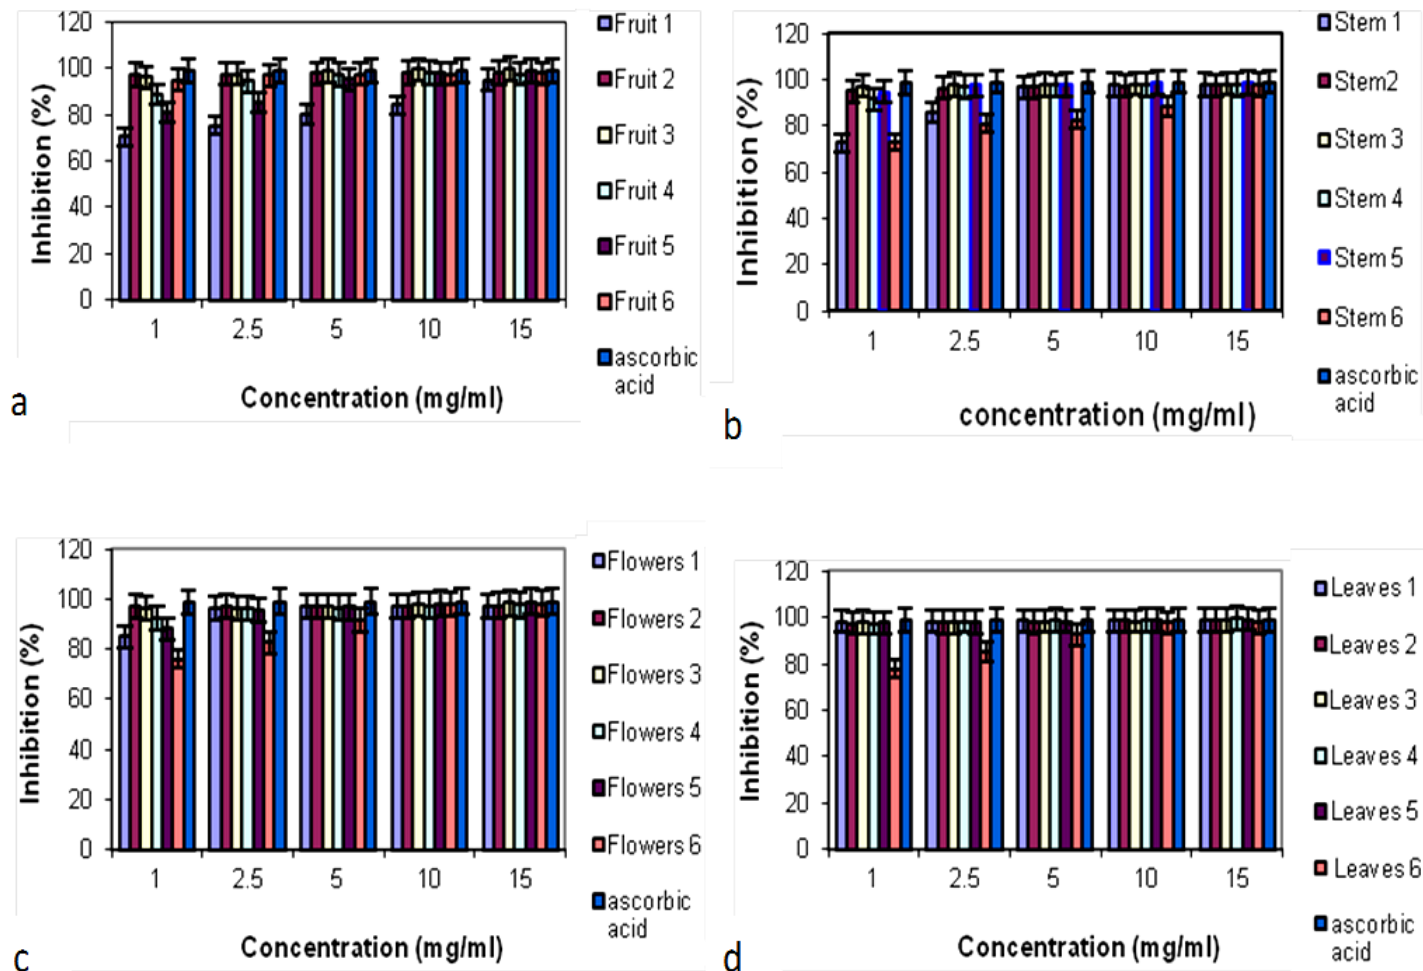 120
100
80
60
40
20
0
Inhibition (%)
1
2.5
5
10
15
Concentration (mg/ml)
Fruit 1
Fruit 2
Fruit 3
Fruit 4
Fruit 5
Fruit 6
ascorbic
acid
a
120
100
80
60
40
20
0
Inhibition (%)
1
2.5
5
10
15
concentration (mg/ml)
Stem 1
Stem2
Stem 3
Stem 4
Stem 5
Stem 6
ascorbic
acid
b
120
100
80
60
40
20
0
Inhibition (%)
1
2.5
5
10
15
Concentration (mg/ml)
Flowers 1
Flowers 2
Flowers 3
Flowers 4
Flowers 5
Flowers 6
ascorbic
acid
c
120
100
80
60
40
20
0
Inhibition (%)
1
2.5
5
10
15
Concentration (mg/ml)
Leaves 1
Leaves 2
Leaves 3
Leaves 4
Leaves 5
Leaves 6
ascorbic
acid
d